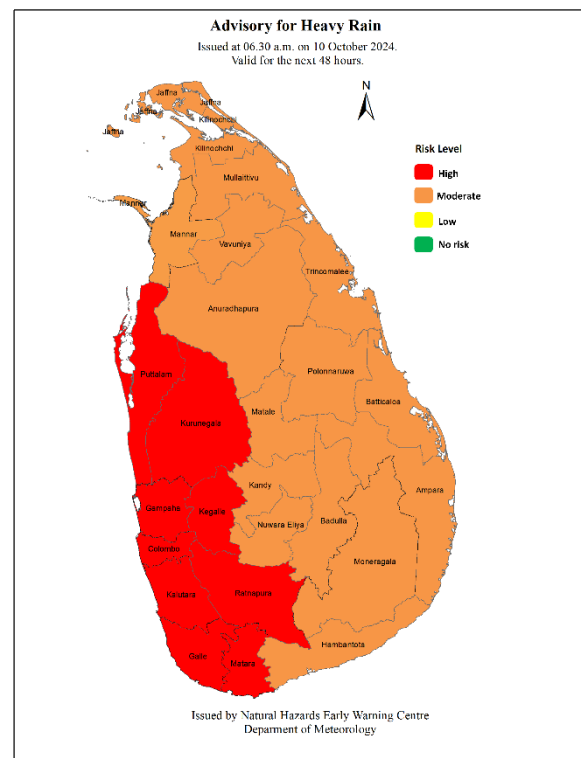 Advisory for Heavy Rain
Issued at 06.30 a.m. on 10 October 2024.
Valid for the next 48 hours.
N
Jaffna
Jaffna
Jaffna
Jaffna
Kilinochchi
Kilinochchi
Mullaittivu
Mannar
Mannar
Vavuniya
Trincomalee
Anuradhapura
Puttalam
Polonnaruwa
Batticaloa
Matale
Kurunegala
Kandy
Ampara
Gampaha
Kegalle
Nuwara Eliya
Badulla
Colombo
Moneragala
Kalutara
Ratnapura
Hambantota
Galle
Matara
Risk Level
High
Moderate
Low
No risk
Issued by Natural Hazards Early Warning Centre
Deparment of Meteorology